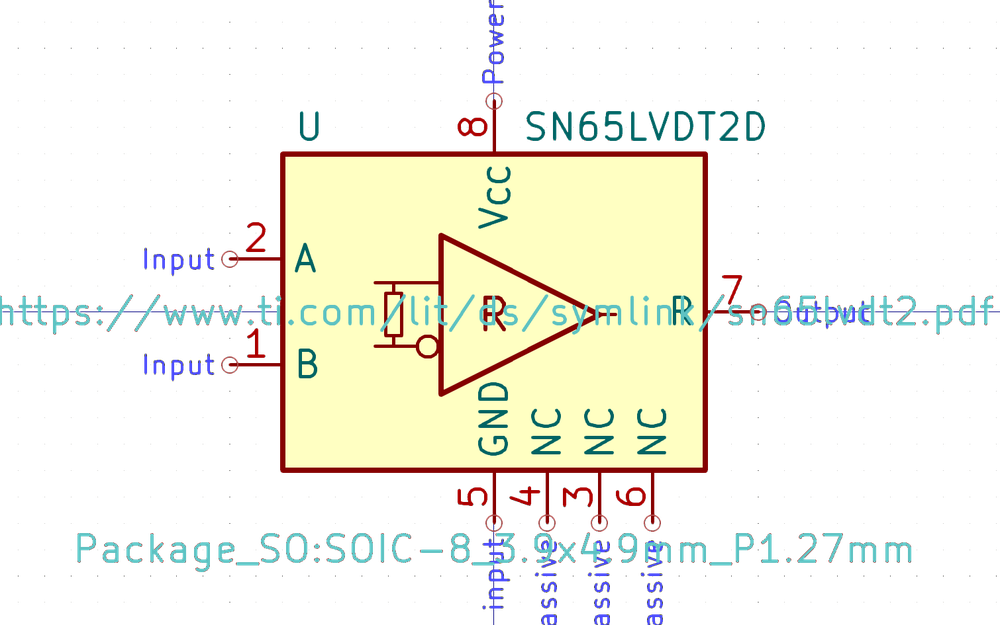 Power
8
U
SN65LVDT2D
Vcc
2
Input
A
https://www.ti.com/lit/ds/symlink/sn65lvdt2.pdf
R
R
7
Output
1
Input
B
GND
NC
NC
NC
5
4
3
6
Package_SO:SOIC-8_3.9x4.9mm_P1.27mm
input
assive
assive
assive